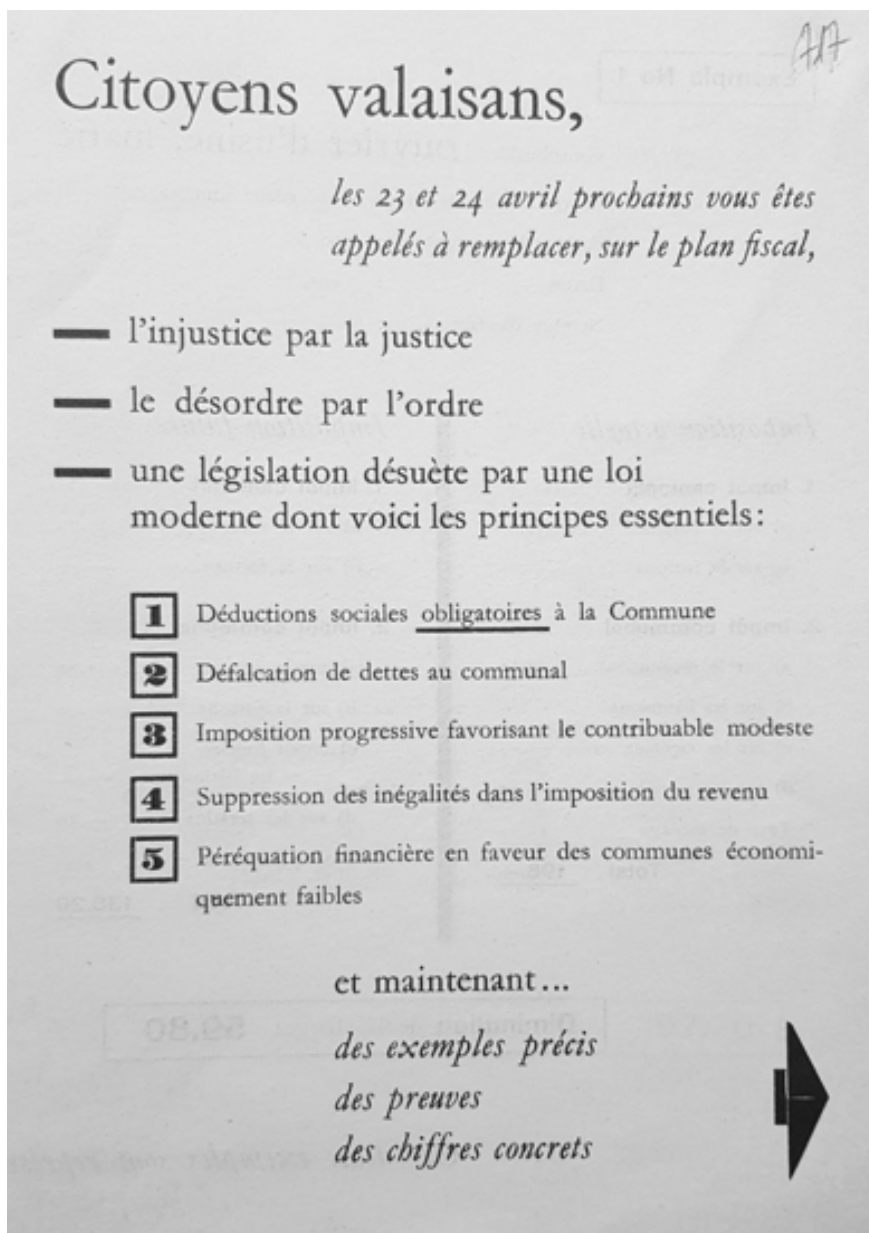 Citoyens valaisans,
les 23 et 24 avril prochains vous êtes
appelés à remplacer, sur le plan fiscal,
l'injustice par la justice
le désordre par l'ordre
une législation désuète par une loi
moderne dont voici les principes essentiels :
1 Déductions sociales obligatoires à la Commune
2 Défalcation de dettes au communal
3 Imposition progressive favorisant le contribuable modeste
4 Suppression des inégalités dans l'imposition du revenu
5 Péréquation financière en faveur des communes économi-
quement faibles
et maintenant...
des exemples précis
des preuves
des chiffres concrets